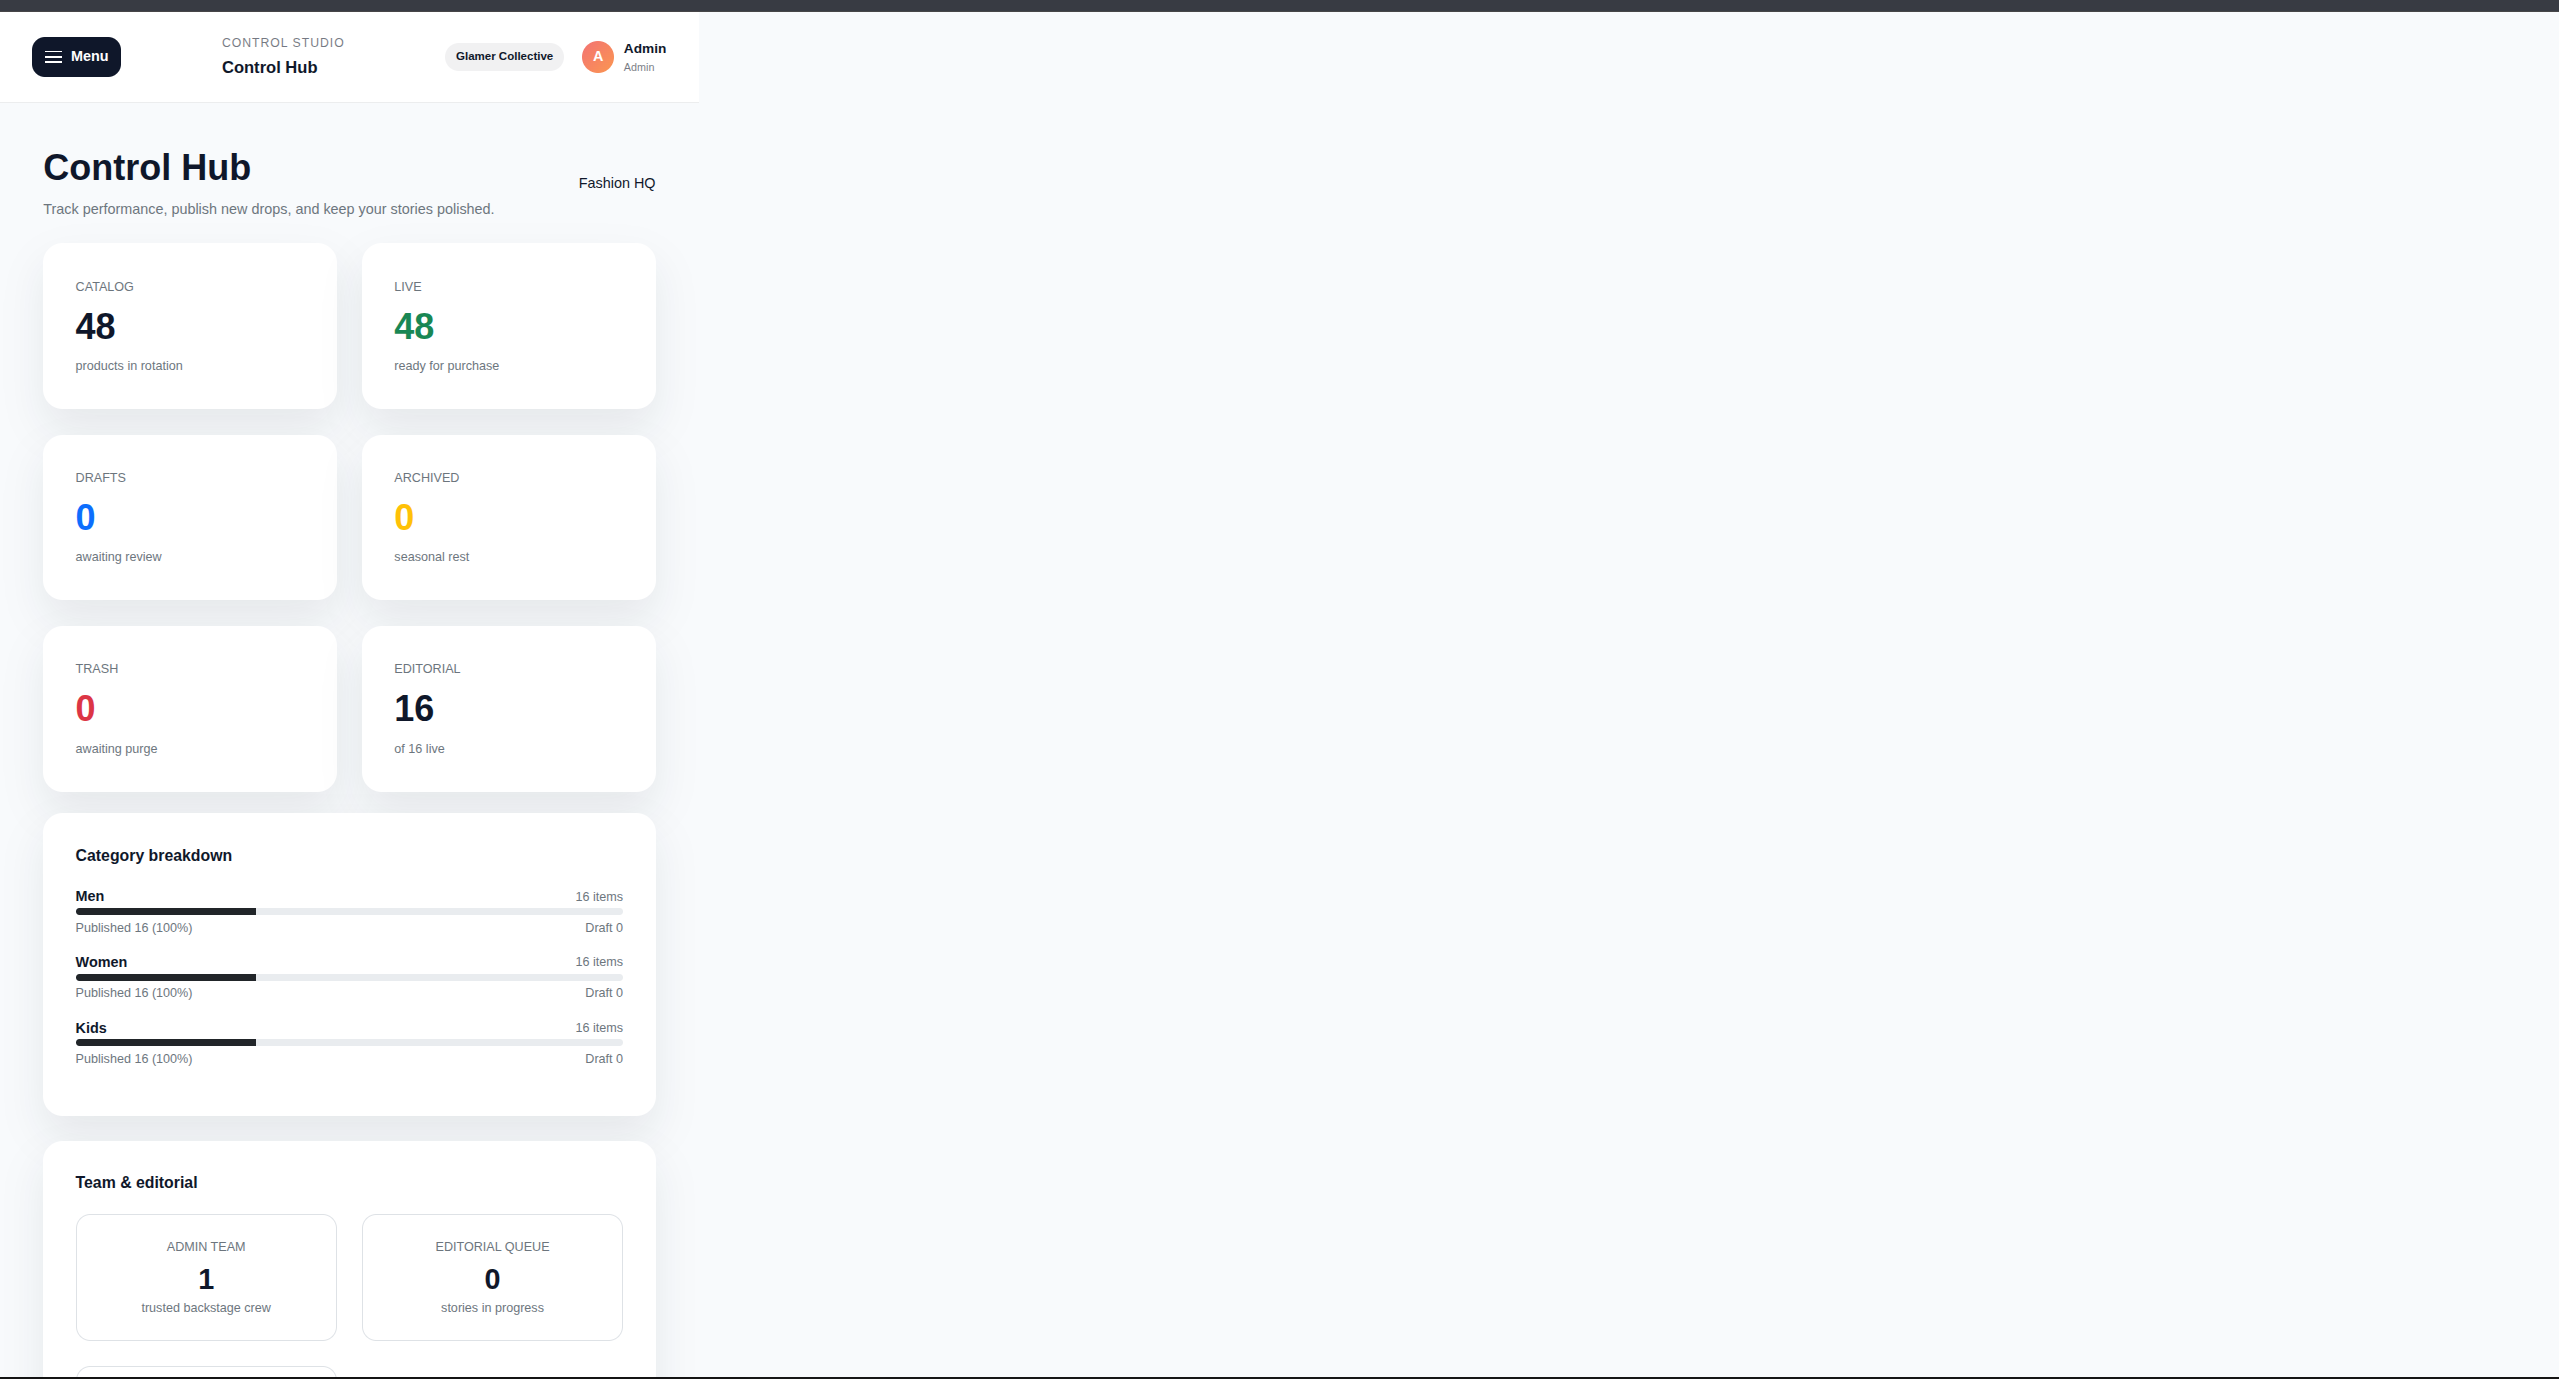 Menu
CONTROL STUDIO
Control Hub
Glamer Collective
A
Admin
Admin
Control Hub
Fashion HQ
Track performance, publish new drops, and keep your stories polished.
CATALOG
48
products in rotation
LIVE
48
ready for purchase
DRAFTS
0
awaiting review
ARCHIVED
0
seasonal rest
TRASH
0
awaiting purge
EDITORIAL
16
of 16 live
Category breakdown
Men
16 items
Published 16 (100%)
Draft 0
Women
16 items
Published 16 (100%)
Draft 0
Kids
16 items
Published 16 (100%)
Draft 0
Team & editorial
ADMIN TEAM
1
trusted backstage crew
EDITORIAL QUEUE
0
stories in progress